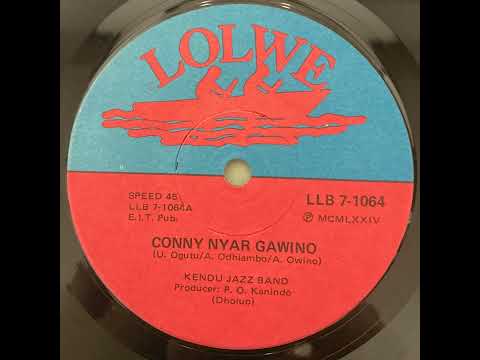 LOLWE
SPEED 45
LLB 7-1064A
E.I.T. Pub.
LLB 7-1064
Ⓟ MCMLXXIV
CONNY NYAR GAWINO
(U. Ogutu/A. Odhiambo/A. Owino)
KENDU JAZZ BAND
Producer: P. O. Kanindo
(Dholuo)